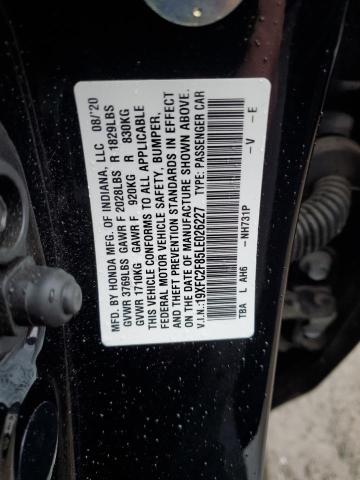 MFD. BY HONDA MFG. OF INDIANA, LLC 08/'20
GVWR 3769LBS GAWR F 2028LBS R 1829LBS
GVWR 1710KG GAWR F. 920KG R 830KG
THIS VEHICLE CONFORMS TO ALL APPLICABLE
FEDERAL MOTOR VEHICLE SAFETY, BUMPER,
AND THEFT PREVENTION STANDARDS IN EFFECT
ON THE DATE OF MANUFACTURE SHOWN ABOVE.
V.I.N.:19XFC2F85LE026227 TYPE: PASSENGER CAR
TBA L AH6 -NH731P -V -E